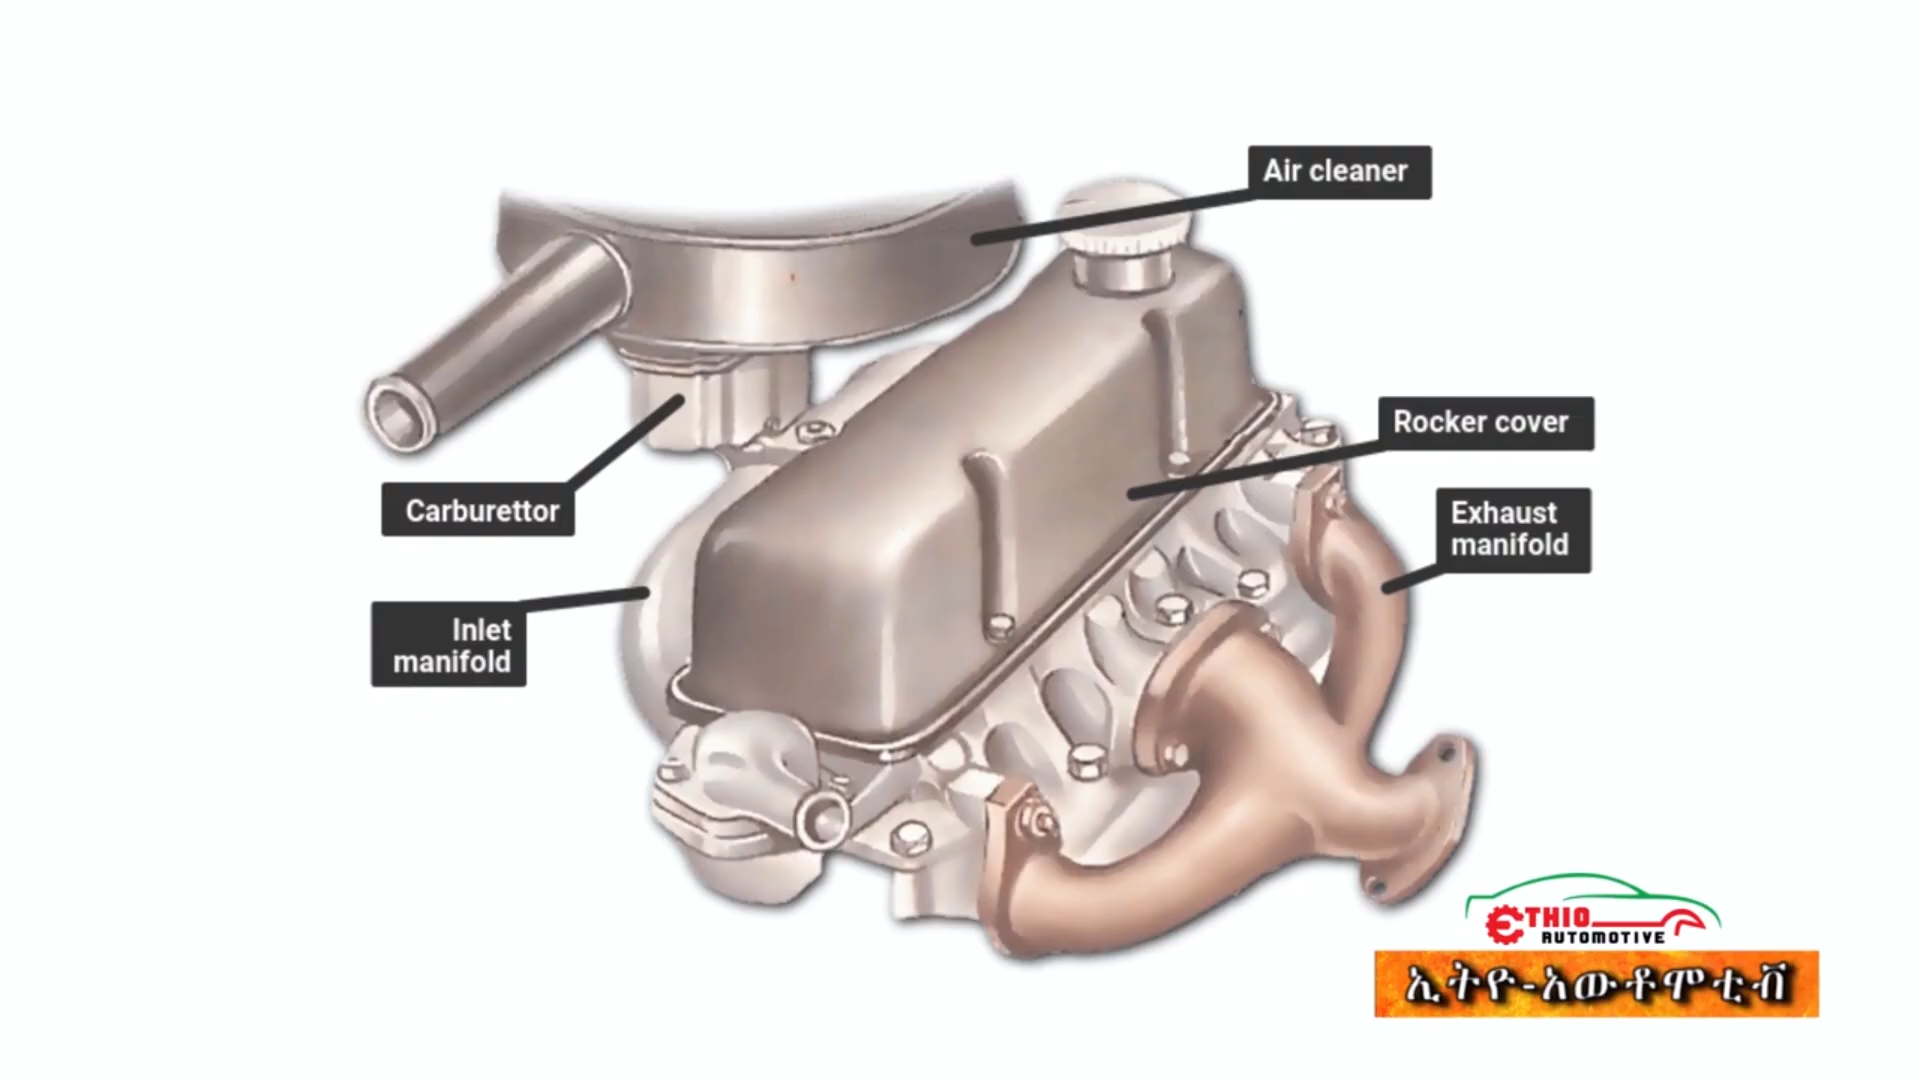 Air cleaner
Rocker cover
Exhaust
manifold
Carburettor
Inlet
manifold
ETHIO
AUTOMOTIVE
ኢትዮ-አውቶሞቲቭ